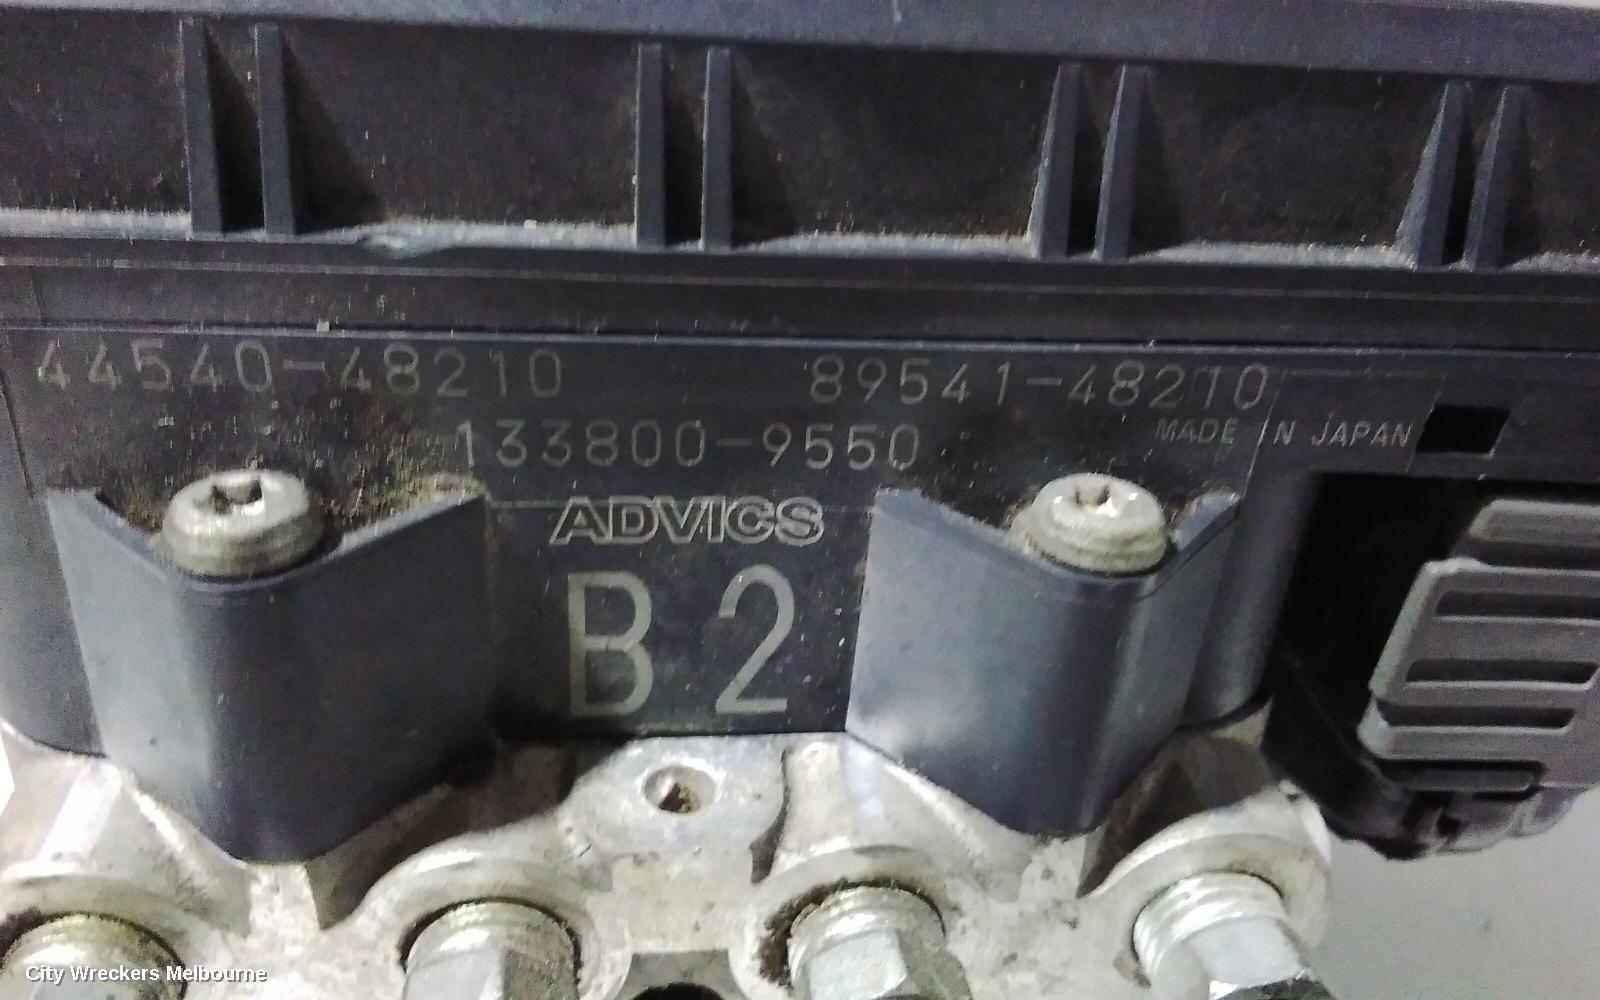 44540-48210 89541-48210
133800-9550 MADE IN JAPAN
ADVICS
B2
City Wreckers Melbourne